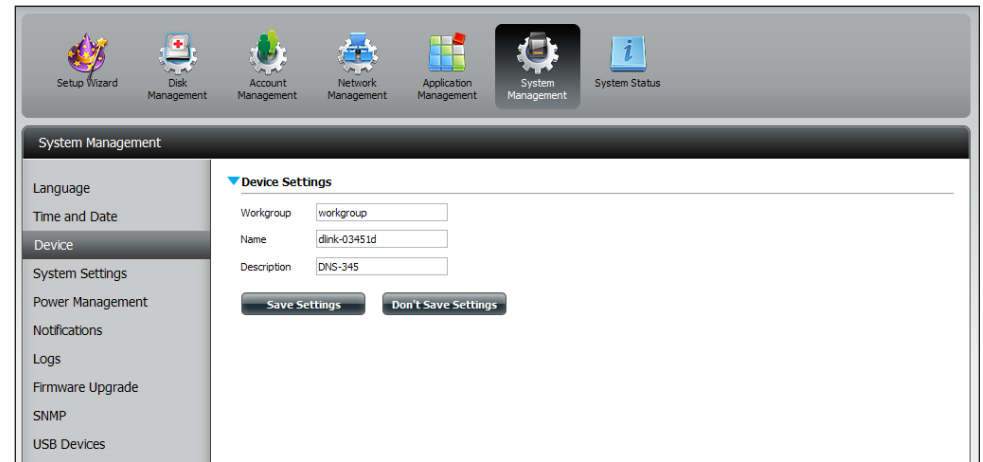 Setup Wizard
Disk
Management
Account
Management
Network
Management
Application
Management
System
Management
System Status
System Management
Language
Time and Date
Device
System Settings
Power Management
Notifications
Logs
Firmware Upgrade
SNMP
USB Devices
Device Settings
Workgroup workgroup
Name dlink-03451d
Description DNS-345
Save Settings Don't Save Settings